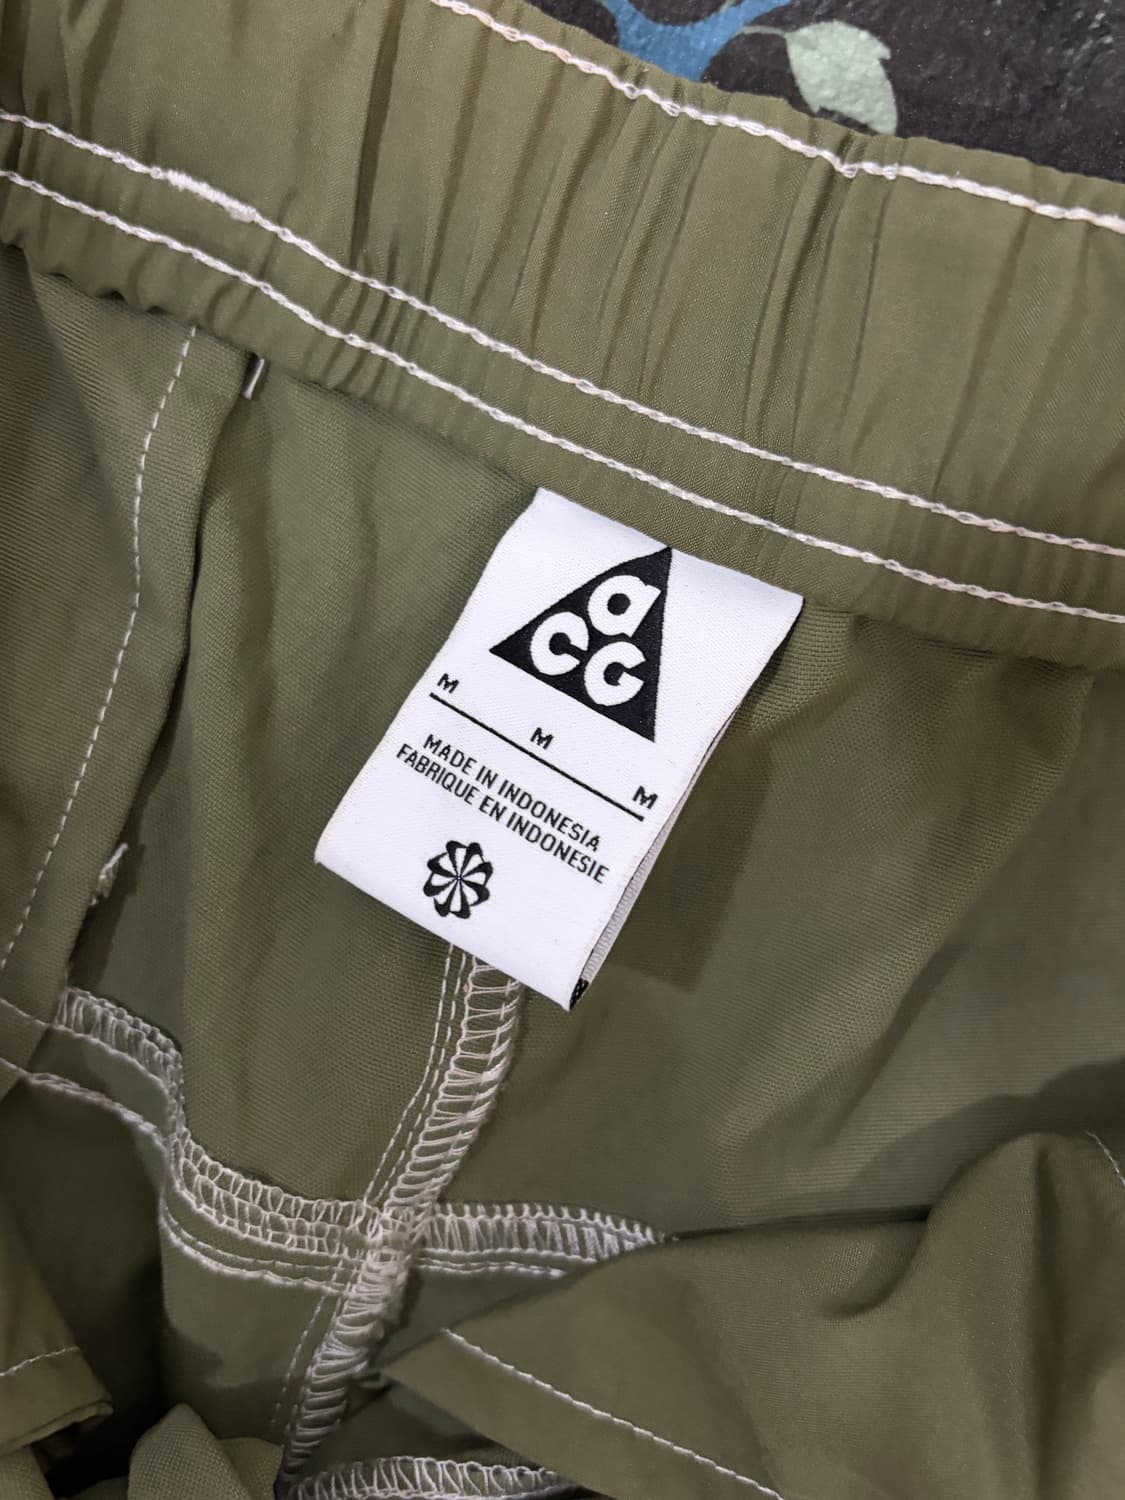 aCG
M M M
MADE IN INDONESIA
FABRIQUE EN INDONESIE